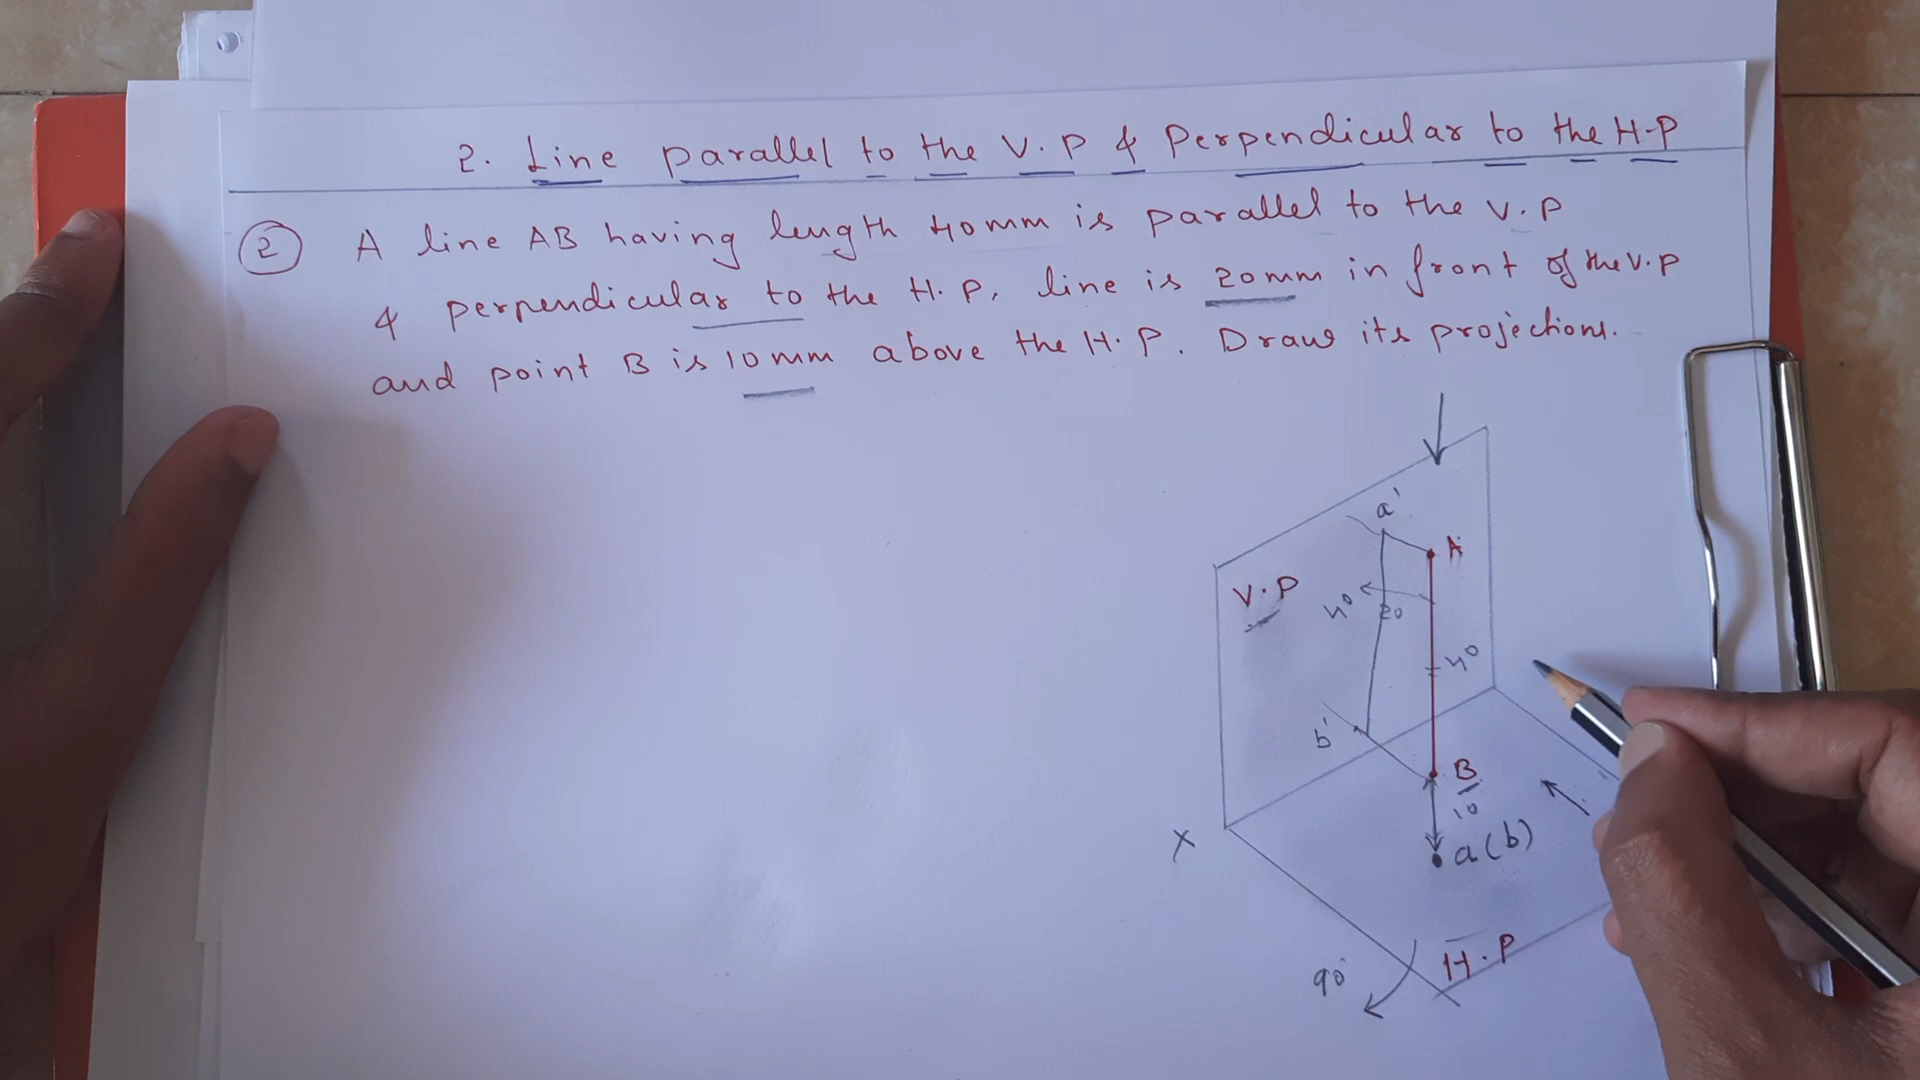 2. Line parallel to the V.P & Perpendicular to the H.P
② A line AB having length 40mm is parallel to the V.P
& perpendicular to the H.P, line is 20mm in front of the V.P
and point B is 10mm above the H.P. Draw its projections.
a'
A
V.P
40
20
40
b'
B
10
X
a(b)
H.P
90°